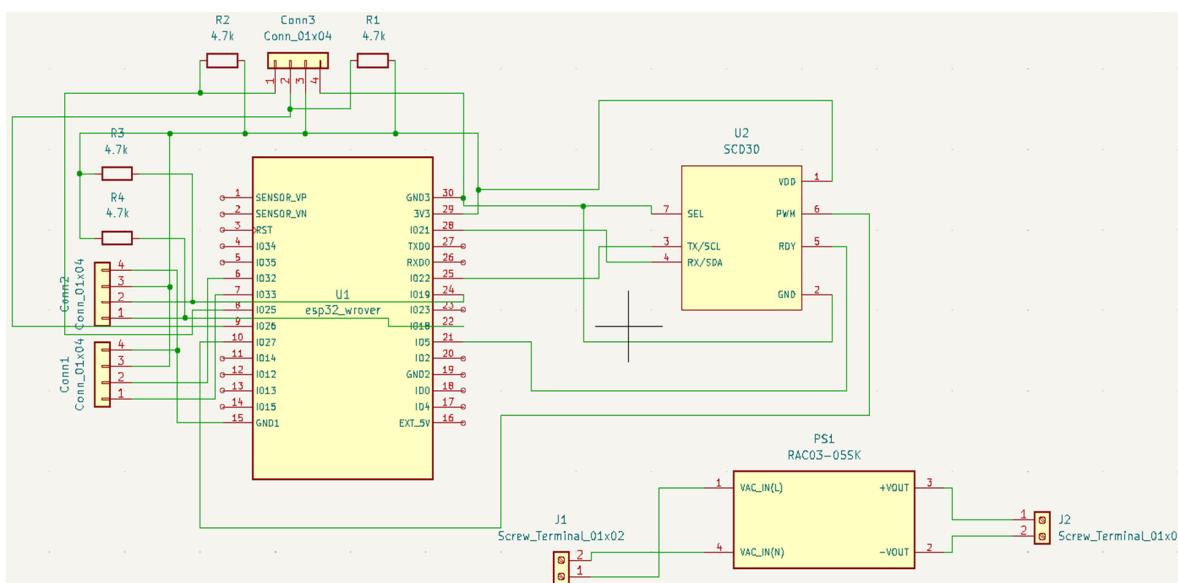 R2
4.7k
Conn3
Conn_01x04
R1
4.7k
1
2
3
4
R3
4.7k
R4
4.7k
Conn2
Conn_01x04
4
3
2
1
Conn1
Conn_01x04
4
3
2
1
U1
esp32_wrover
1 SENSOR_VP
2 SENSOR_VN
3 RST
4 IO34
5 IO35
6 IO32
7 IO33
8 IO25
9 IO26
10 IO27
11 IO14
12 IO12
13 IO13
14 IO15
15 GND1
GND3 30
3V3 29
IO21 28
TXD0 27
RXD0 26
IO22 25
IO19 24
IO23 23
IO18 22
IO5 21
IO2 20
GND2 19
IO0 18
IO4 17
EXT_5V 16
U2
SCD30
7 SEL
3 TX/SCL
4 RX/SDA
VDD 1
PWM 6
RDY 5
GND 2
PS1
RAC03-05SK
1 VAC_IN(L)
4 VAC_IN(N)
+VOUT 3
-VOUT 2
J1
Screw_Terminal_01x02
2
1
J2
Screw_Terminal_01x0
1
2